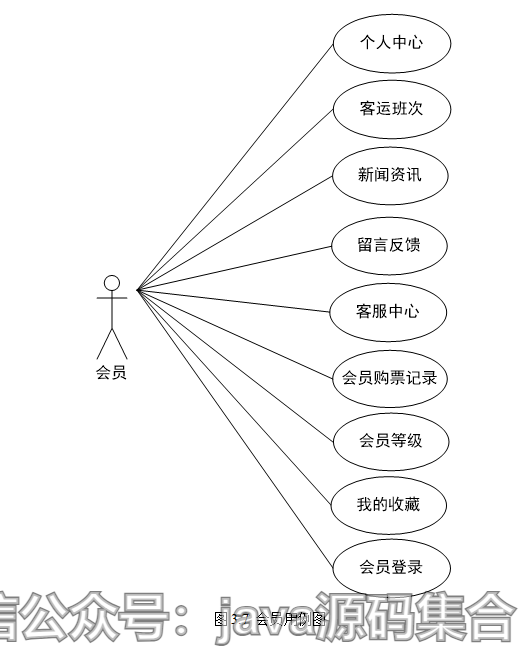 个人中心
客运班次
新闻资讯
留言反馈
客服中心
会员
会员购票记录
会员等级
我的收藏
会员登录
信公众号：java源码集合
图 3-7 会员用例图